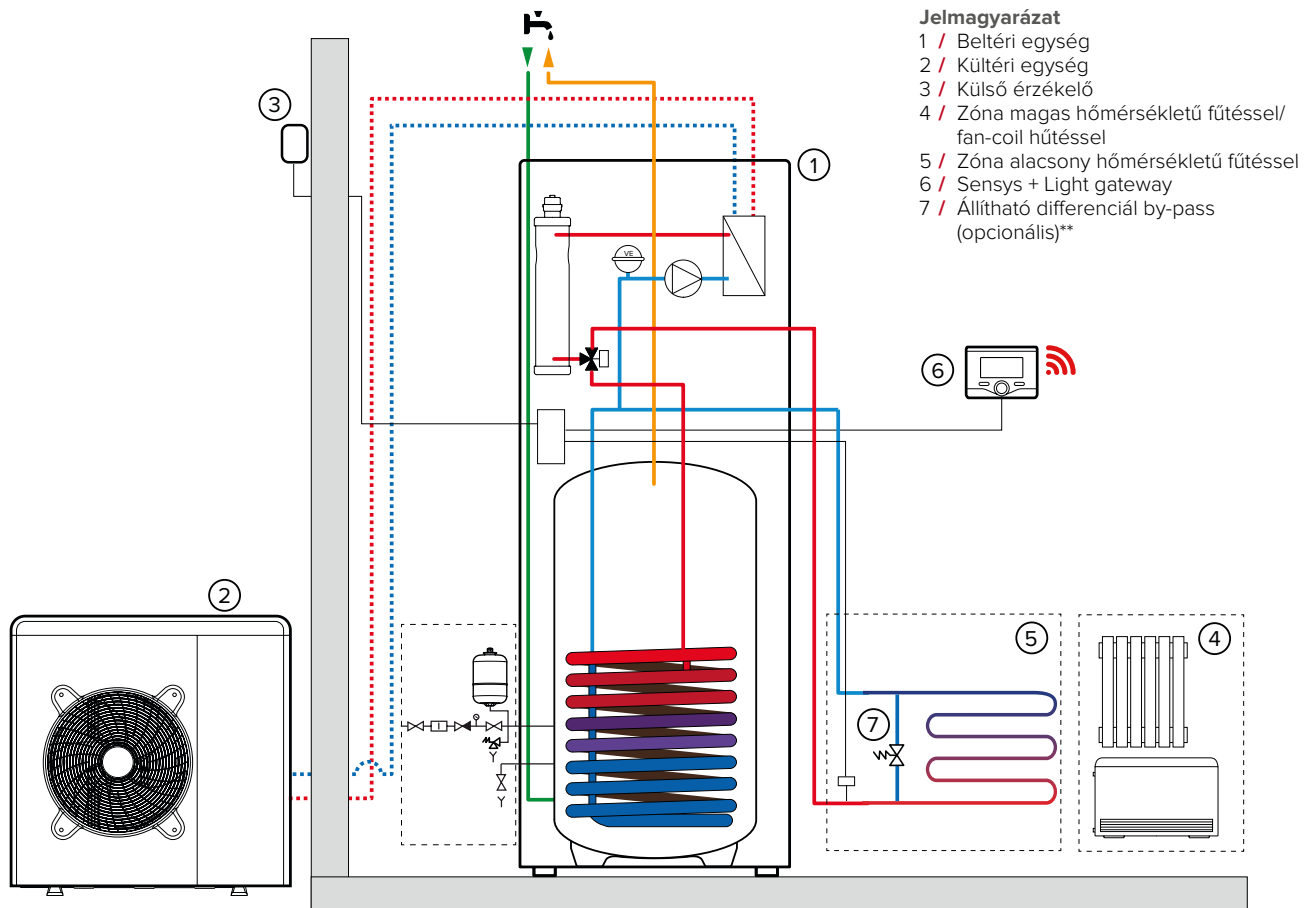 Jelmagyarázat
1 / Beltéri egység
2 / Kültéri egység
3 / Külső érzékelő
4 / Zóna magas hőmérsékletű fűtéssel/
fan-coil hűtéssel
5 / Zóna alacsony hőmérsékletű fűtéssel
6 / Sensys + Light gateway
7 / Állítható differenciál by-pass
(opcionális)**
3
1
VE
6
2
5
4
7